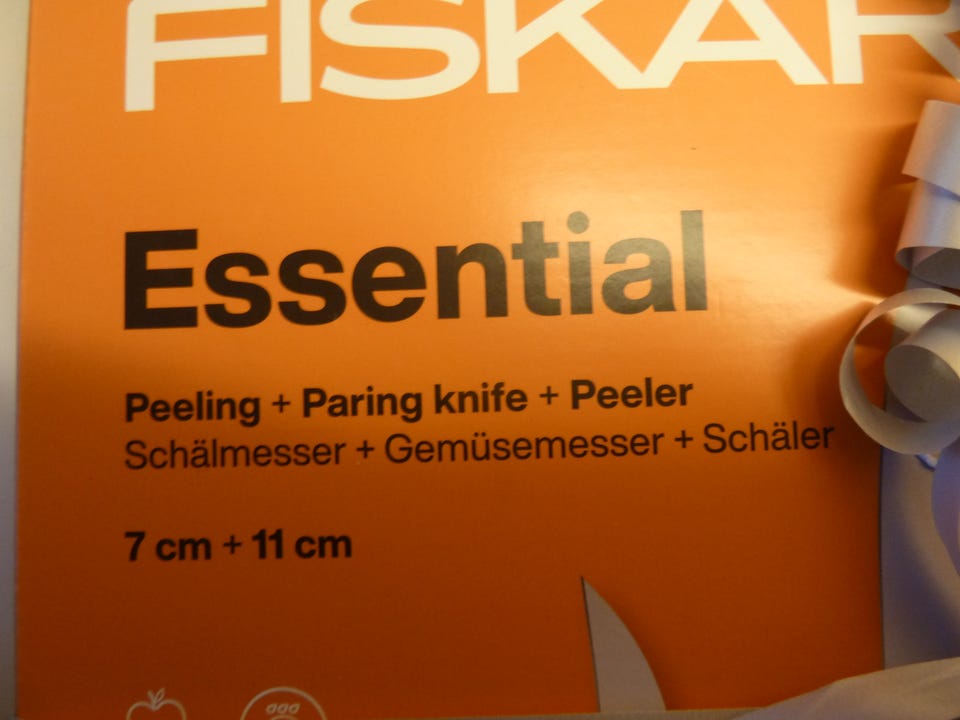 FISKAR
Essential
Peeling + Paring knife + Peeler
Schälmesser + Gemüsemesser + Schäler
7 cm + 11 cm